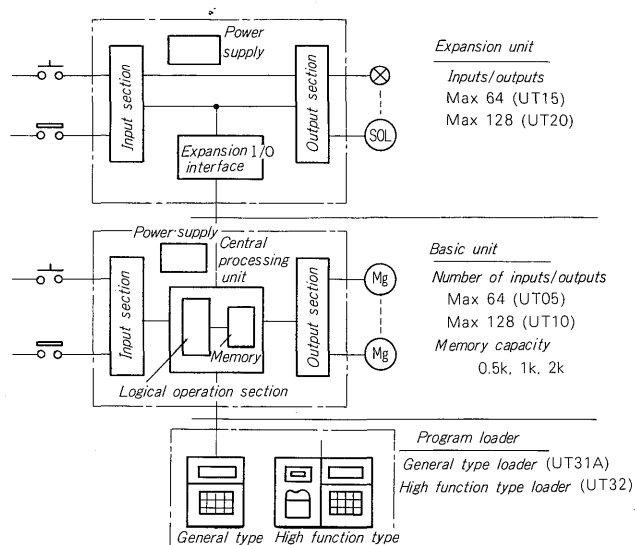 Power
supply
Input section
Output section
Expansion I/O
interface
SOL
Expansion unit
Inputs/outputs
Max 64 (UT15)
Max 128 (UT20)
Power supply
Central
processing
unit
Input section
Output section
Memory
Logical operation section
Mg
Mg
Basic unit
Number of inputs/outputs
Max 64 (UT05)
Max 128 (UT10)
Memory capacity
0.5k, 1k, 2k
Program loader
General type loader (UT31A)
High function type loader (UT32)
General type
High function type